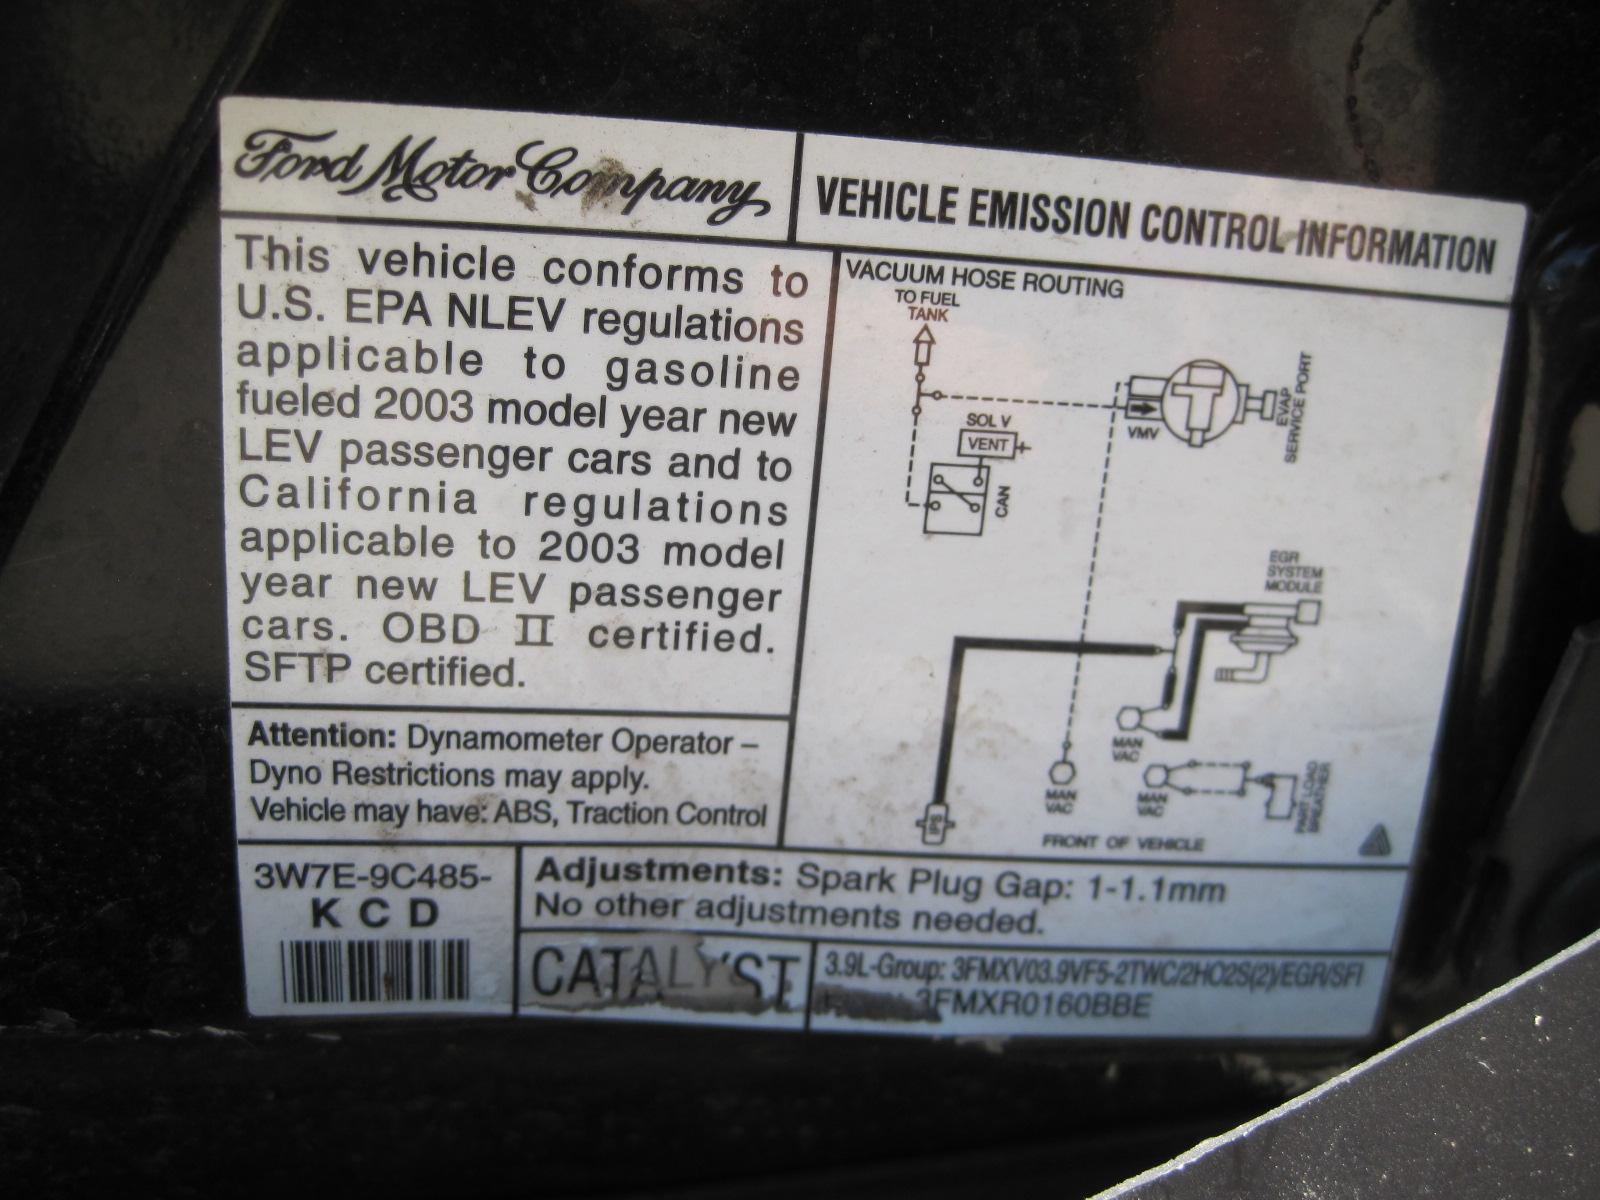 Ford Motor Company
VEHICLE EMISSION CONTROL INFORMATION
This vehicle conforms to
U.S. EPA NLEV regulations
applicable to gasoline
fueled 2003 model year new
LEV passenger cars and to
California regulations
applicable to 2003 model
year new LEV passenger
cars. OBD II certified.
SFTP certified.
Attention: Dynamometer Operator –
Dyno Restrictions may apply.
Vehicle may have: ABS, Traction Control
VACUUM HOSE ROUTING
TO FUEL
TANK
SOL V
VENT
CAN
VMV
EVAP
SERVICE PORT
EGR
SYSTEM
MODULE
MAN
VAC
MAN
VAC
MAN
VAC
PART LOAD
BREATHER
IPS
FRONT OF VEHICLE
3W7E-9C485-
K C D
Adjustments: Spark Plug Gap: 1-1.1mm
No other adjustments needed.
CATALYST
3.9L-Group: 3FMXV03.9VF5-2TWC/2HO2S(2)/EGR/SFI
3FMXR0160BBE